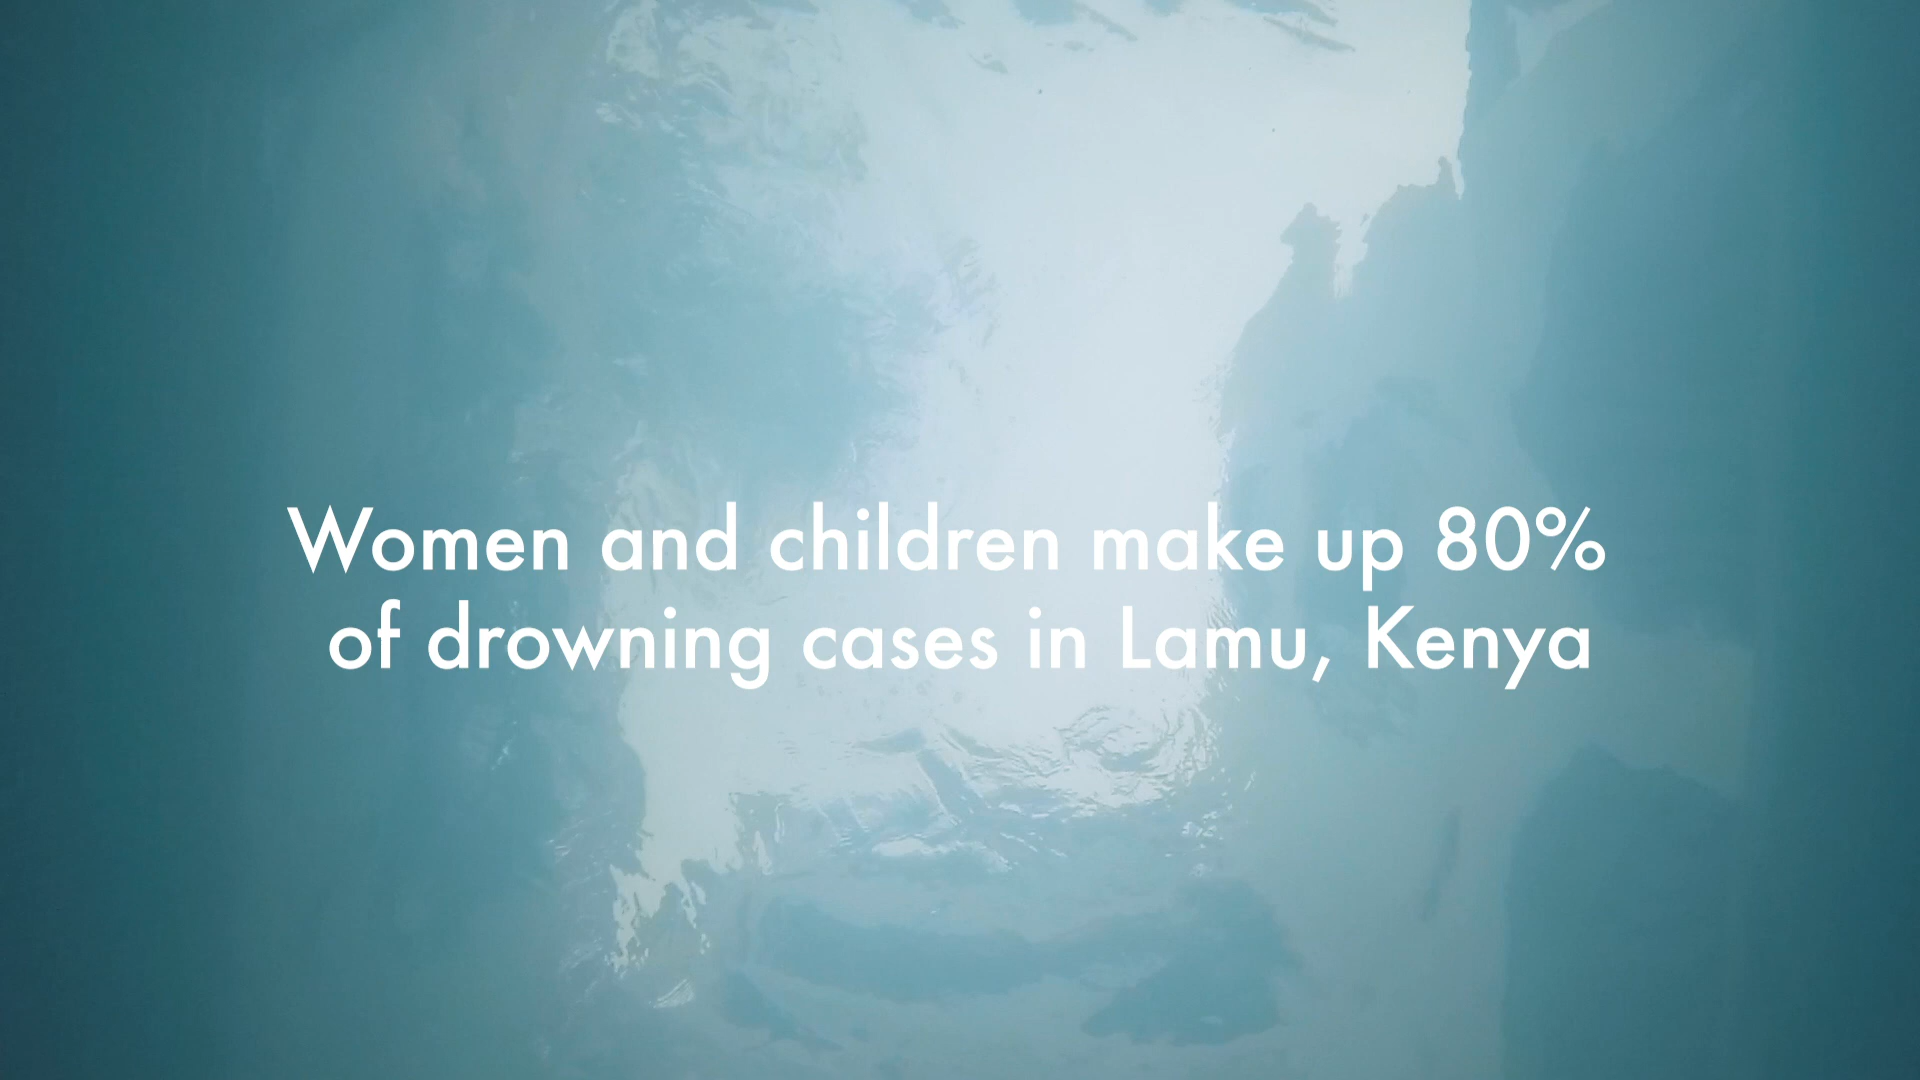 Women and children make up 80%
of drowning cases in Lamu, Kenya